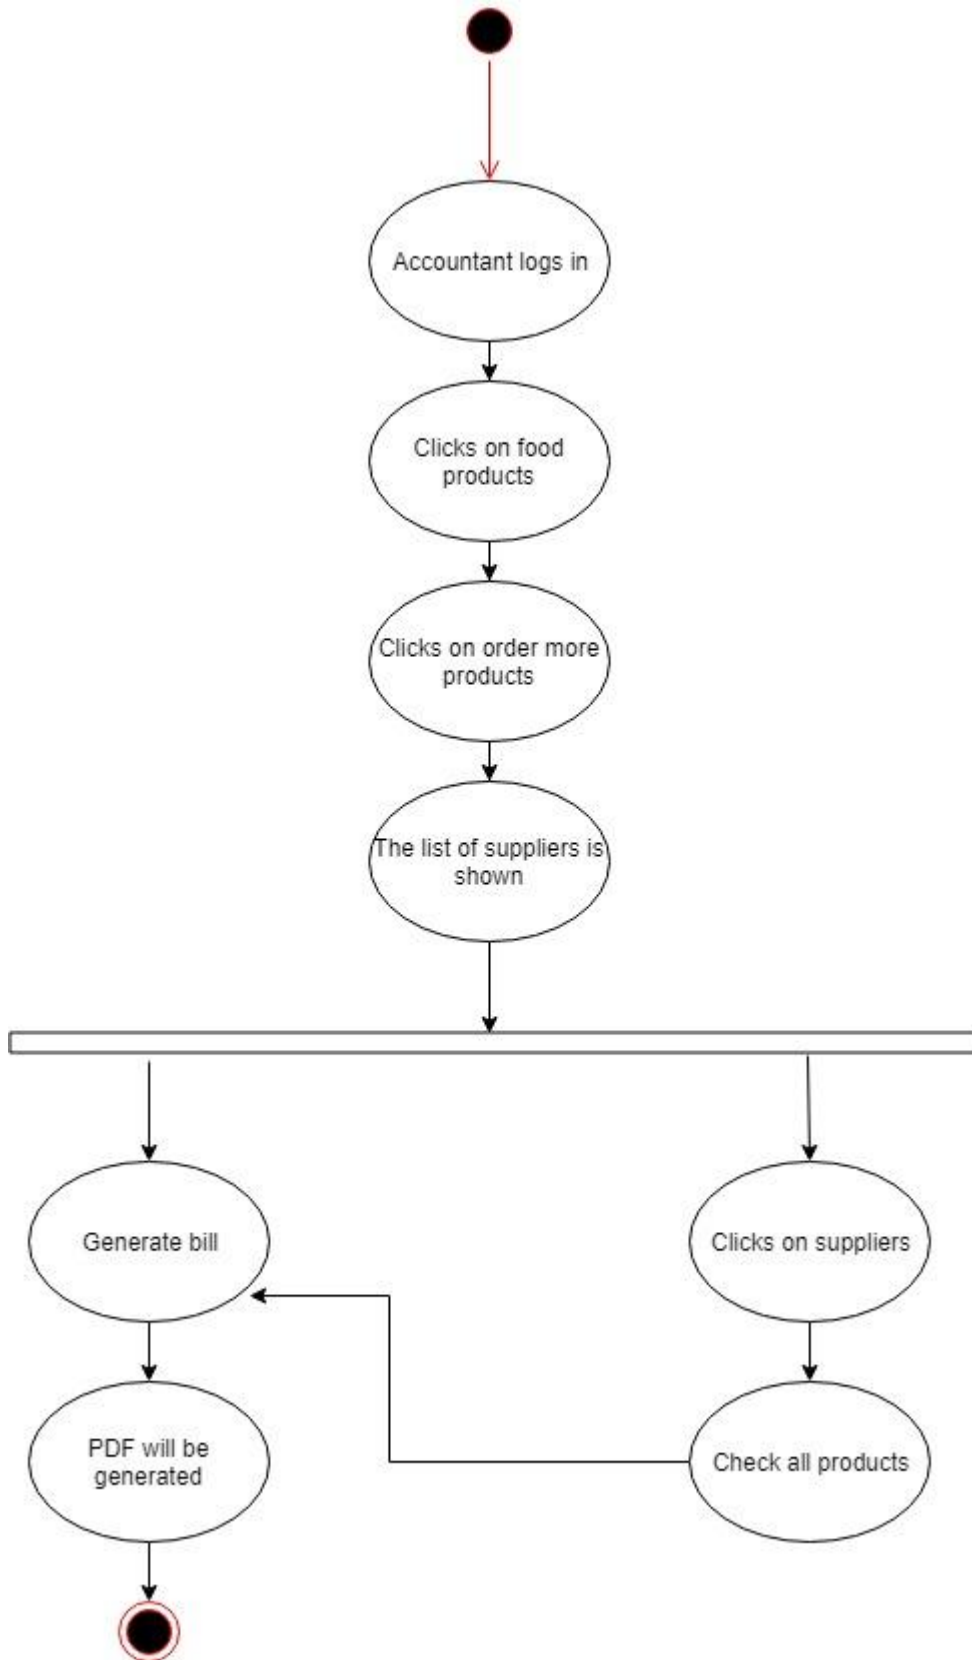 Accountant logs in
Clicks on food
products
Clicks on order more
products
The list of suppliers is
shown
Generate bill
Clicks on suppliers
PDF will be
generated
Check all products